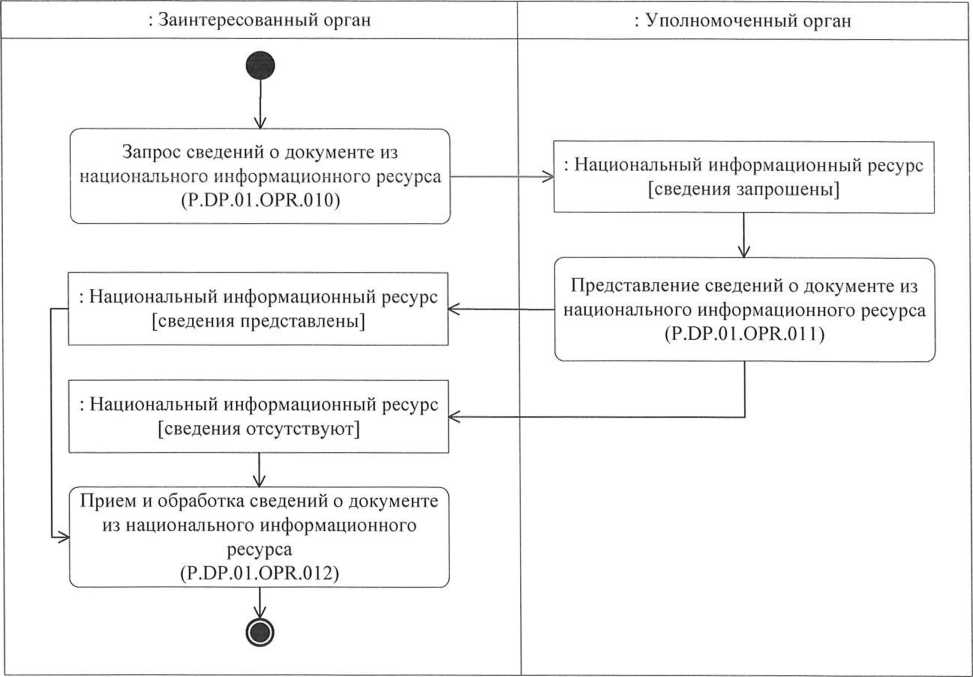 : Заинтересованный орган
: Уполномоченный орган
Запрос сведений о документе из
национального информационного ресурса
(P.DP.01.OPR.010)
: Национальный информационный ресурс
[сведения запрошены]
Представление сведений о документе из
национального информационного ресурса
(P.DP.01.OPR.011)
: Национальный информационный ресурс
[сведения представлены]
: Национальный информационный ресурс
[сведения отсутствуют]
Прием и обработка сведений о документе
из национального информационного
ресурса
(P.DP.01.OPR.012)